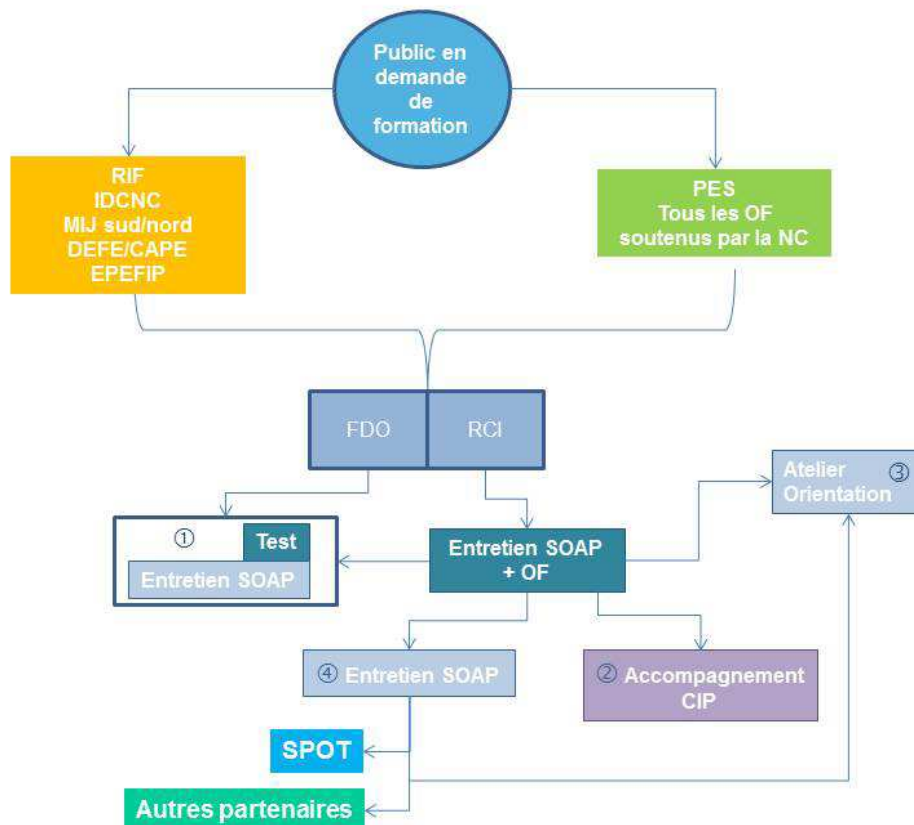 Public en
demande
de
formation
RIF
IDCNC
MIJ sud/nord
DEFE/CAPE
EPEFIP
PES
Tous les OF
soutenus par la NC
FDO
RCI
Atelier ③
Orientation
① Test
Entretien SOAP
Entretien SOAP
+ OF
④ Entretien SOAP
② Accompagnement
CIP
SPOT
Autres partenaires